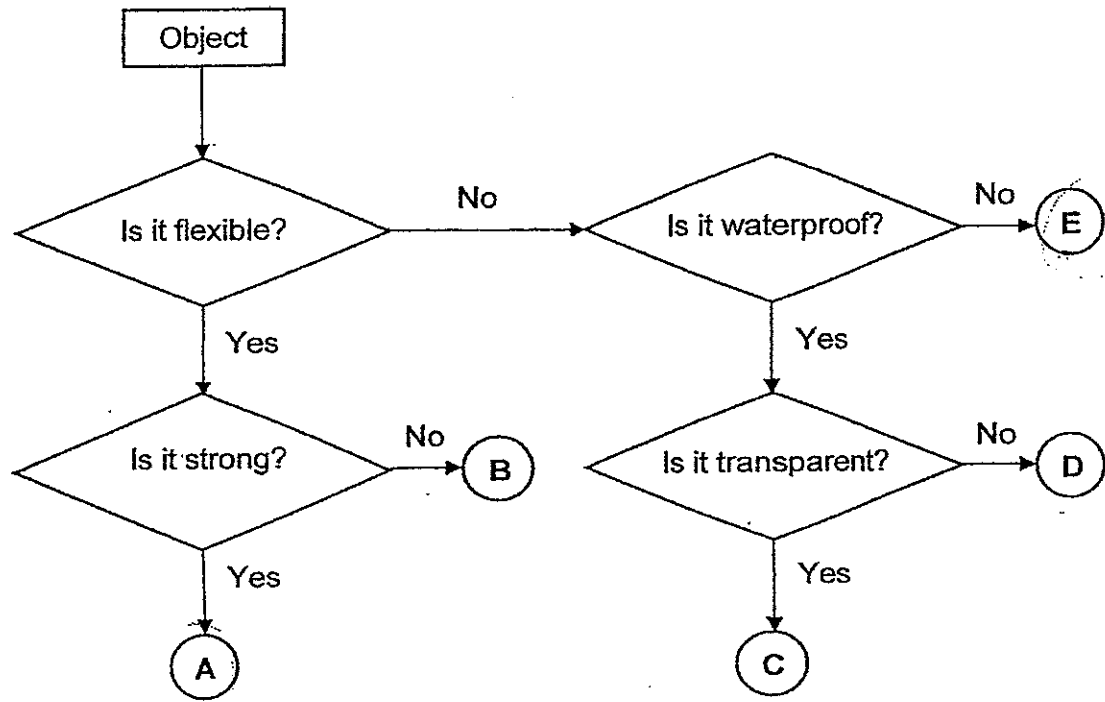 Object
Is it flexible?
No
Is it waterproof?
No
E
Yes
Yes
Is it strong?
No
B
Is it transparent?
No
D
Yes
Yes
A
C